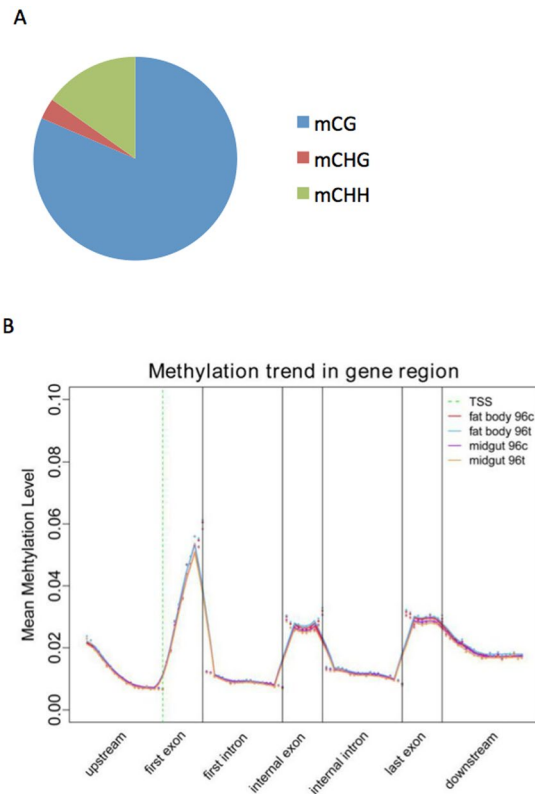 A
mCG
mCHG
mCHH
B
Methylation trend in gene region
Mean Mehtylation Level
0.10
0.08
0.06
0.04
0.02
0.00
TSS
fat body 96c
fat body 96t
midgut 96c
midgut 96t
upstream
first exon
first intron
internal exon
internal intron
last exon
downstream